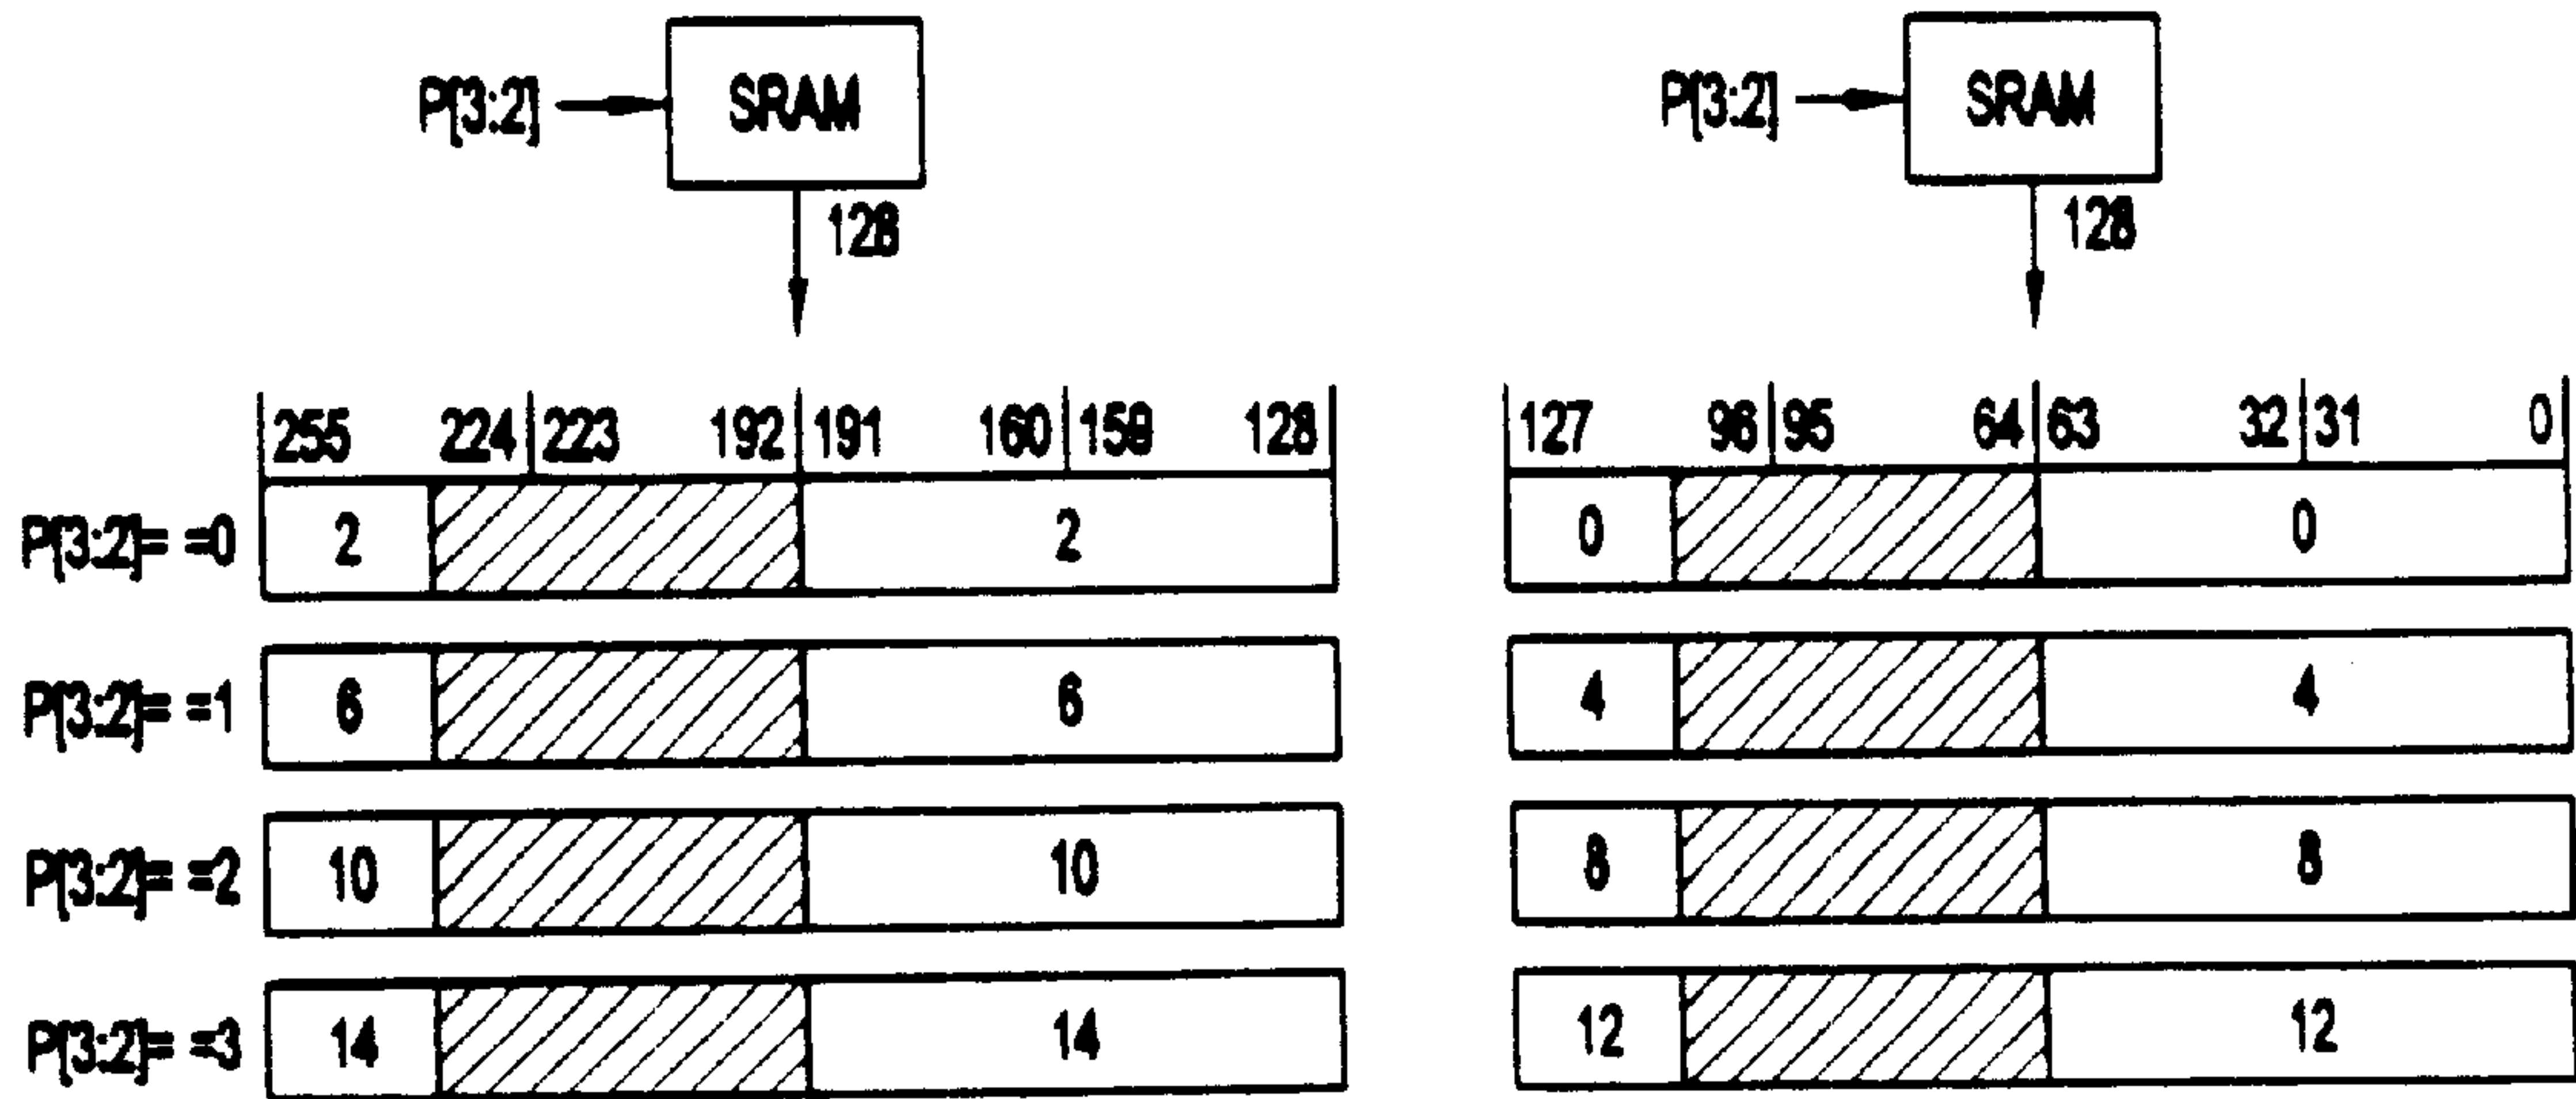 P[3:2] SRAM P[3:2] SRAM
128 128
255 224 223 192 191 160 159 128 127 96 95 64 63 32 31 0
P[3:2]= =0 2 2 0 0
P[3:2]= =1 6 6 4 4
P[3:2]= =2 10 10 8 8
P[3:2]= =3 14 14 12 12